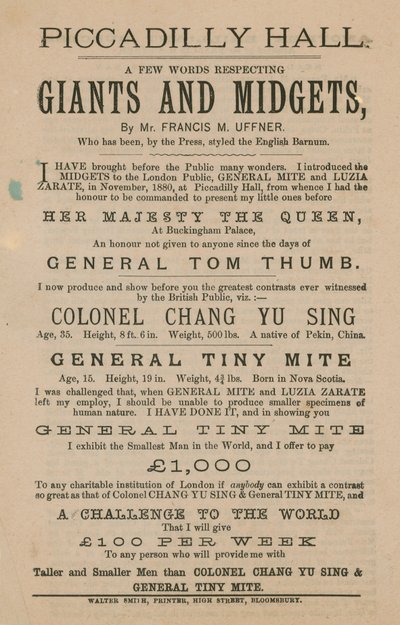 PICCADILLY HALL.
A FEW WORDS RESPECTING
GIANTS AND MIDGETS,
By Mr. FRANCIS M. UFFNER.
Who has been, by the Press, styled the English Barnum.
I HAVE brought before the Public many wonders. I introduced the
MIDGETS to the London Public, GENERAL MITE and LUZIA
ZARATE, in November, 1880, at Piccadilly Hall, from whence I had the
honour to be commanded to present my little ones before
HER MAJESTY THE QUEEN,
At Buckingham Palace,
An honour not given to anyone since the days of
GENERAL TOM THUMB.
I now produce and show before you the greatest contrasts ever witnessed
by the British Public, viz. :—
COLONEL CHANG YU SING
Age, 35. Height, 8 ft. 6 in. Weight, 500 lbs. A native of Pekin, China.
GENERAL TINY MITE
Age, 15. Height, 19 in. Weight, 4¾ lbs. Born in Nova Scotia.
I was challenged that, when GENERAL MITE and LUZIA ZARATE
left my employ, I should be unable to produce smaller specimens of
human nature. I HAVE DONE IT, and in showing you
GENERAL TINY MITE
I exhibit the Smallest Man in the World, and I offer to pay
£1,000
To any charitable institution of London if anybody can exhibit a contrast
so great as that of Colonel CHANG YU SING & General TINY MITE, and
A CHALLENGE TO THE WORLD
That I will give
£100 PER WEEK
To any person who will provide me with
Taller and Smaller Men than COLONEL CHANG YU SING &
GENERAL TINY MITE.
WALTER SMITH, PRINTER, HIGH STREET, BLOOMSBURY.